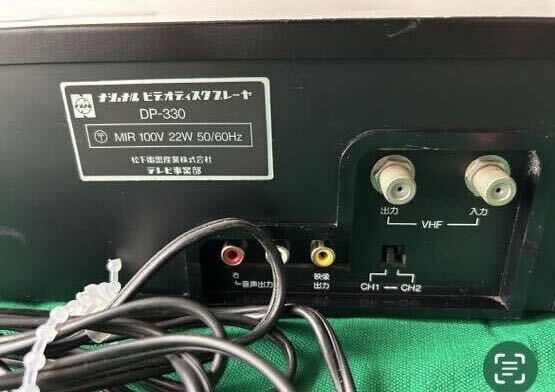 ナショナル ビデオディスクプレーヤ
DP-330
MIR 100V 22W 50/60Hz
松下電器産業株式会社
テレビ事業部
出力
VHF
入力
右
音声出力
映像
出力
CH1
CH2